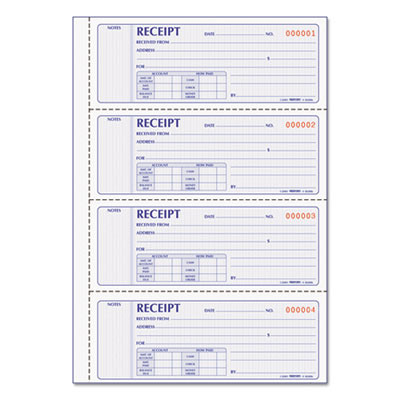 NOTES RECEIPT DATE NO. 000001
RECEIVED FROM
ADDRESS
$
FOR
ACCOUNT HOW PAID
AMT. OF ACCOUNT CASH
AMT. PAID CHECK
BALANCE DUE MONEY ORDER
BY
NOTES RECEIPT DATE NO. 000002
RECEIVED FROM
ADDRESS
$
FOR
ACCOUNT HOW PAID
AMT. OF ACCOUNT CASH
AMT. PAID CHECK
BALANCE DUE MONEY ORDER
BY
NOTES RECEIPT DATE NO. 000003
RECEIVED FROM
ADDRESS
$
FOR
ACCOUNT HOW PAID
AMT. OF ACCOUNT CASH
AMT. PAID CHECK
BALANCE DUE MONEY ORDER
BY
NOTES RECEIPT DATE NO. 000004
RECEIVED FROM
ADDRESS
$
FOR
ACCOUNT HOW PAID
AMT. OF ACCOUNT CASH
AMT. PAID CHECK
BALANCE DUE MONEY ORDER
BY